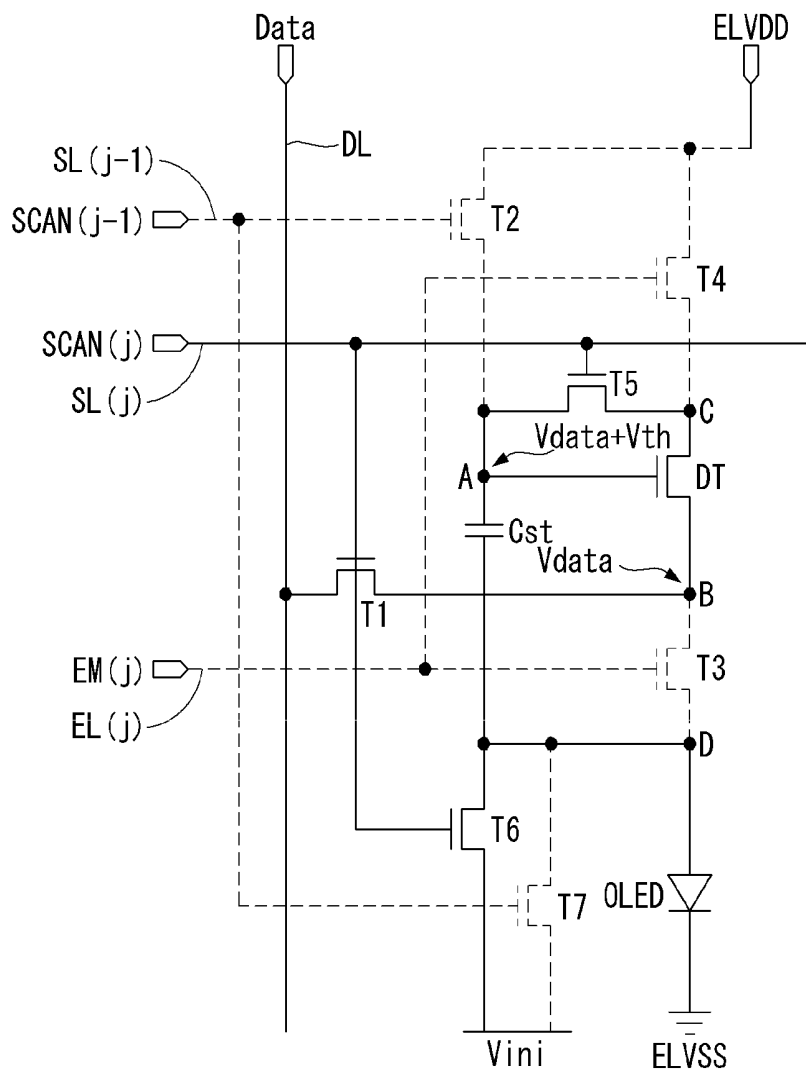 Data
ELVDD
DL
SL(j-1)
SCAN(j-1)
T2
T4
SCAN(j)
SL(j)
T5
C
Vdata+Vth
A
DT
Cst
Vdata
B
T1
EM(j)
T3
EL(j)
D
T6
T7
OLED
Vini
ELVSS